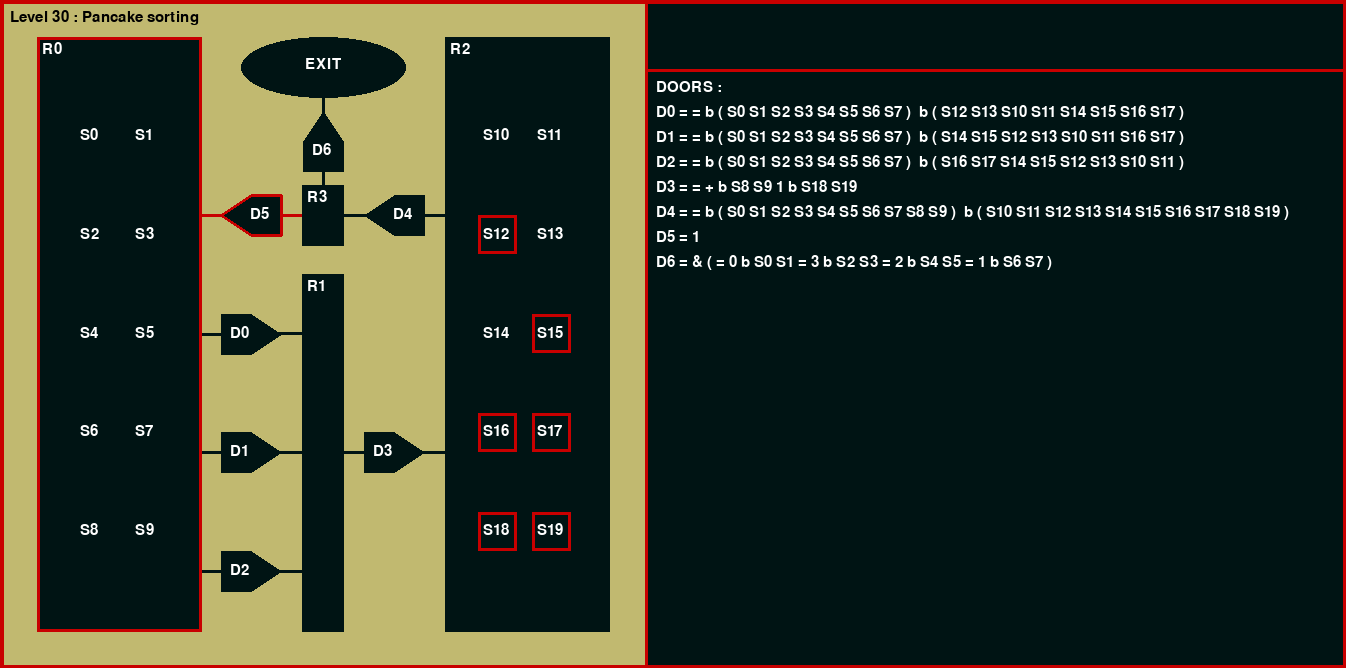 Level 30 : Pancake sorting
R0
EXIT
R2
DOORS :
D0 = = b ( S0 S1 S2 S3 S4 S5 S6 S7 )  b ( S12 S13 S10 S11 S14 S15 S16 S17 )
D1 = = b ( S0 S1 S2 S3 S4 S5 S6 S7 )  b ( S14 S15 S12 S13 S10 S11 S16 S17 )
D2 = = b ( S0 S1 S2 S3 S4 S5 S6 S7 )  b ( S16 S17 S14 S15 S12 S13 S10 S11 )
D3 = = + b S8 S9 1 b S18 S19
D4 = = b ( S0 S1 S2 S3 S4 S5 S6 S7 S8 S9 )  b ( S10 S11 S12 S13 S14 S15 S16 S17 S18 S19 )
D5 = 1
D6 = & ( = 0 b S0 S1 = 3 b S2 S3 = 2 b S4 S5 = 1 b S6 S7 )
S0 S1
D6
S10 S11
R3
D5
D4
S2 S3
S12 S13
R1
S4 S5
D0
S14 S15
S6 S7
D1
D3
S16 S17
S8 S9
S18 S19
D2